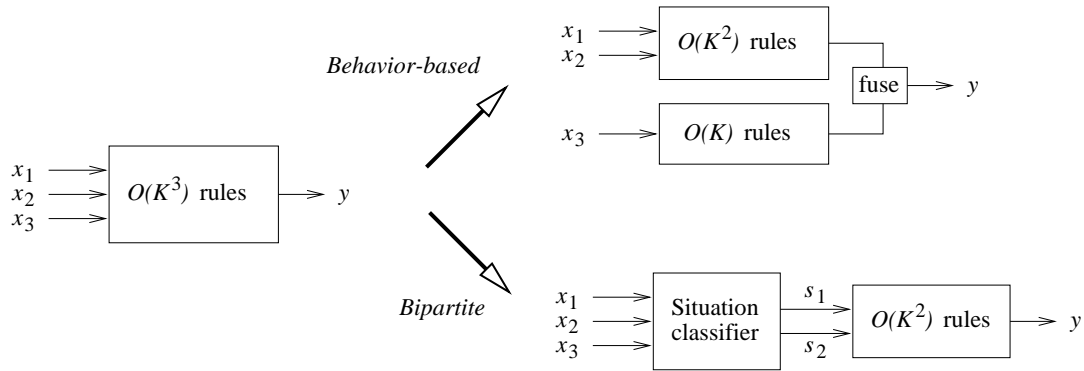 x1
x2
x3
O(K^3) rules
y
Behavior-based
x1
x2
O(K^2) rules
x3
O(K) rules
fuse
y
Bipartite
x1
x2
x3
Situation
classifier
s1
s2
O(K^2) rules
y